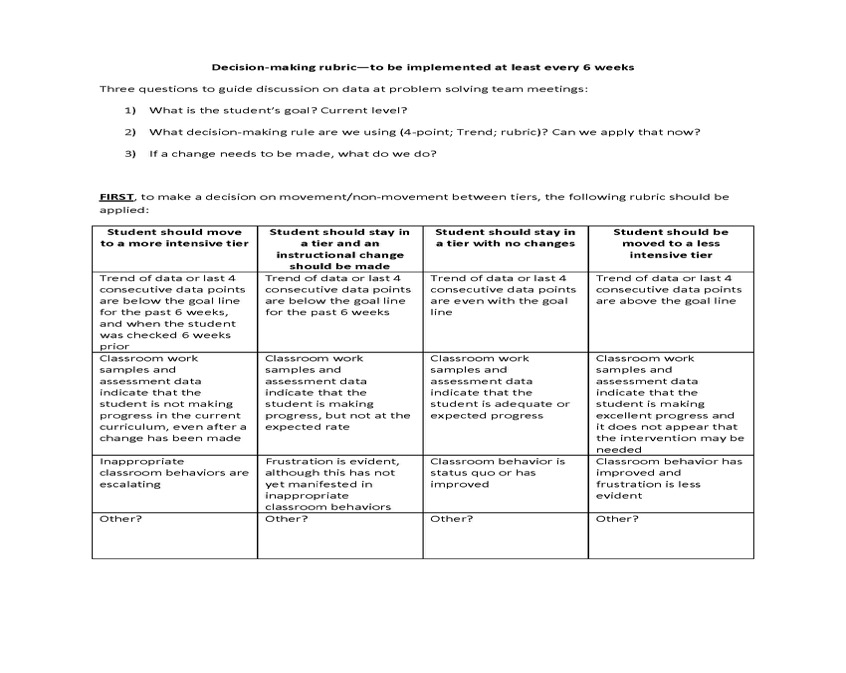 Decision-making rubric—to be implemented at least every 6 weeks
Three questions to guide discussion on data at problem solving team meetings:
1) What is the student's goal? Current level?
2) What decision-making rule are we using (4-point; Trend; rubric)? Can we apply that now?
3) If a change needs to be made, what do we do?
FIRST, to make a decision on movement/non-movement between tiers, the following rubric should be
applied:
Student should move
to a more intensive tier
Student should stay in
a tier and an
instructional change
should be made
Student should stay in
a tier with no changes
Student should be
moved to a less
intensive tier
Trend of data or last 4
consecutive data points
are below the goal line
for the past 6 weeks,
and when the student
was checked 6 weeks
prior
Trend of data or last 4
consecutive data points
are below the goal line
for the past 6 weeks
Trend of data or last 4
consecutive data points
are even with the goal
line
Trend of data or last 4
consecutive data points
are above the goal line
Classroom work
samples and
assessment data
indicate that the
student is not making
progress in the current
curriculum, even after a
change has been made
Classroom work
samples and
assessment data
indicate that the
student is making
progress, but not at the
expected rate
Classroom work
samples and
assessment data
indicate that the
student is adequate or
expected progress
Classroom work
samples and
assessment data
indicate that the
student is making
excellent progress and
it does not appear that
the intervention may be
needed
Inappropriate
classroom behaviors are
escalating
Frustration is evident,
although this has not
yet manifested in
inappropriate
classroom behaviors
Classroom behavior is
status quo or has
improved
Classroom behavior has
improved and
frustration is less
evident
Other?
Other?
Other?
Other?